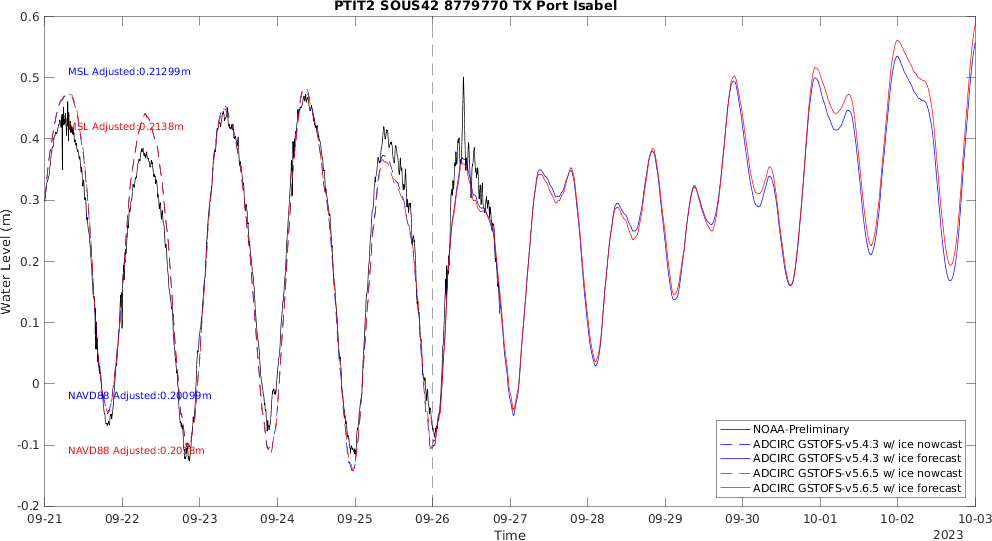 PTIT2 SOUS42 8779770 TX Port Isabel
Water Level (m)
0.6
0.5
0.4
0.3
0.2
0.1
0
-0.1
-0.2
MSL Adjusted:0.21299m
MSL Adjusted:0.2138m
NAVD88 Adjusted:0.20099m
NAVD88 Adjusted:
NOAA-Preliminary
ADCIRC GSTOFS-v5.4.3 w/ ice nowcast
ADCIRC GSTOFS-v5.4.3 w/ ice forecast
ADCIRC GSTOFS-v5.6.5 w/ ice nowcast
ADCIRC GSTOFS-v5.6.5 w/ ice forecast
09-21 09-22 09-23 09-24 09-25 09-26 09-27 09-28 09-29 09-30 10-01 10-02 10-03
Time
2023